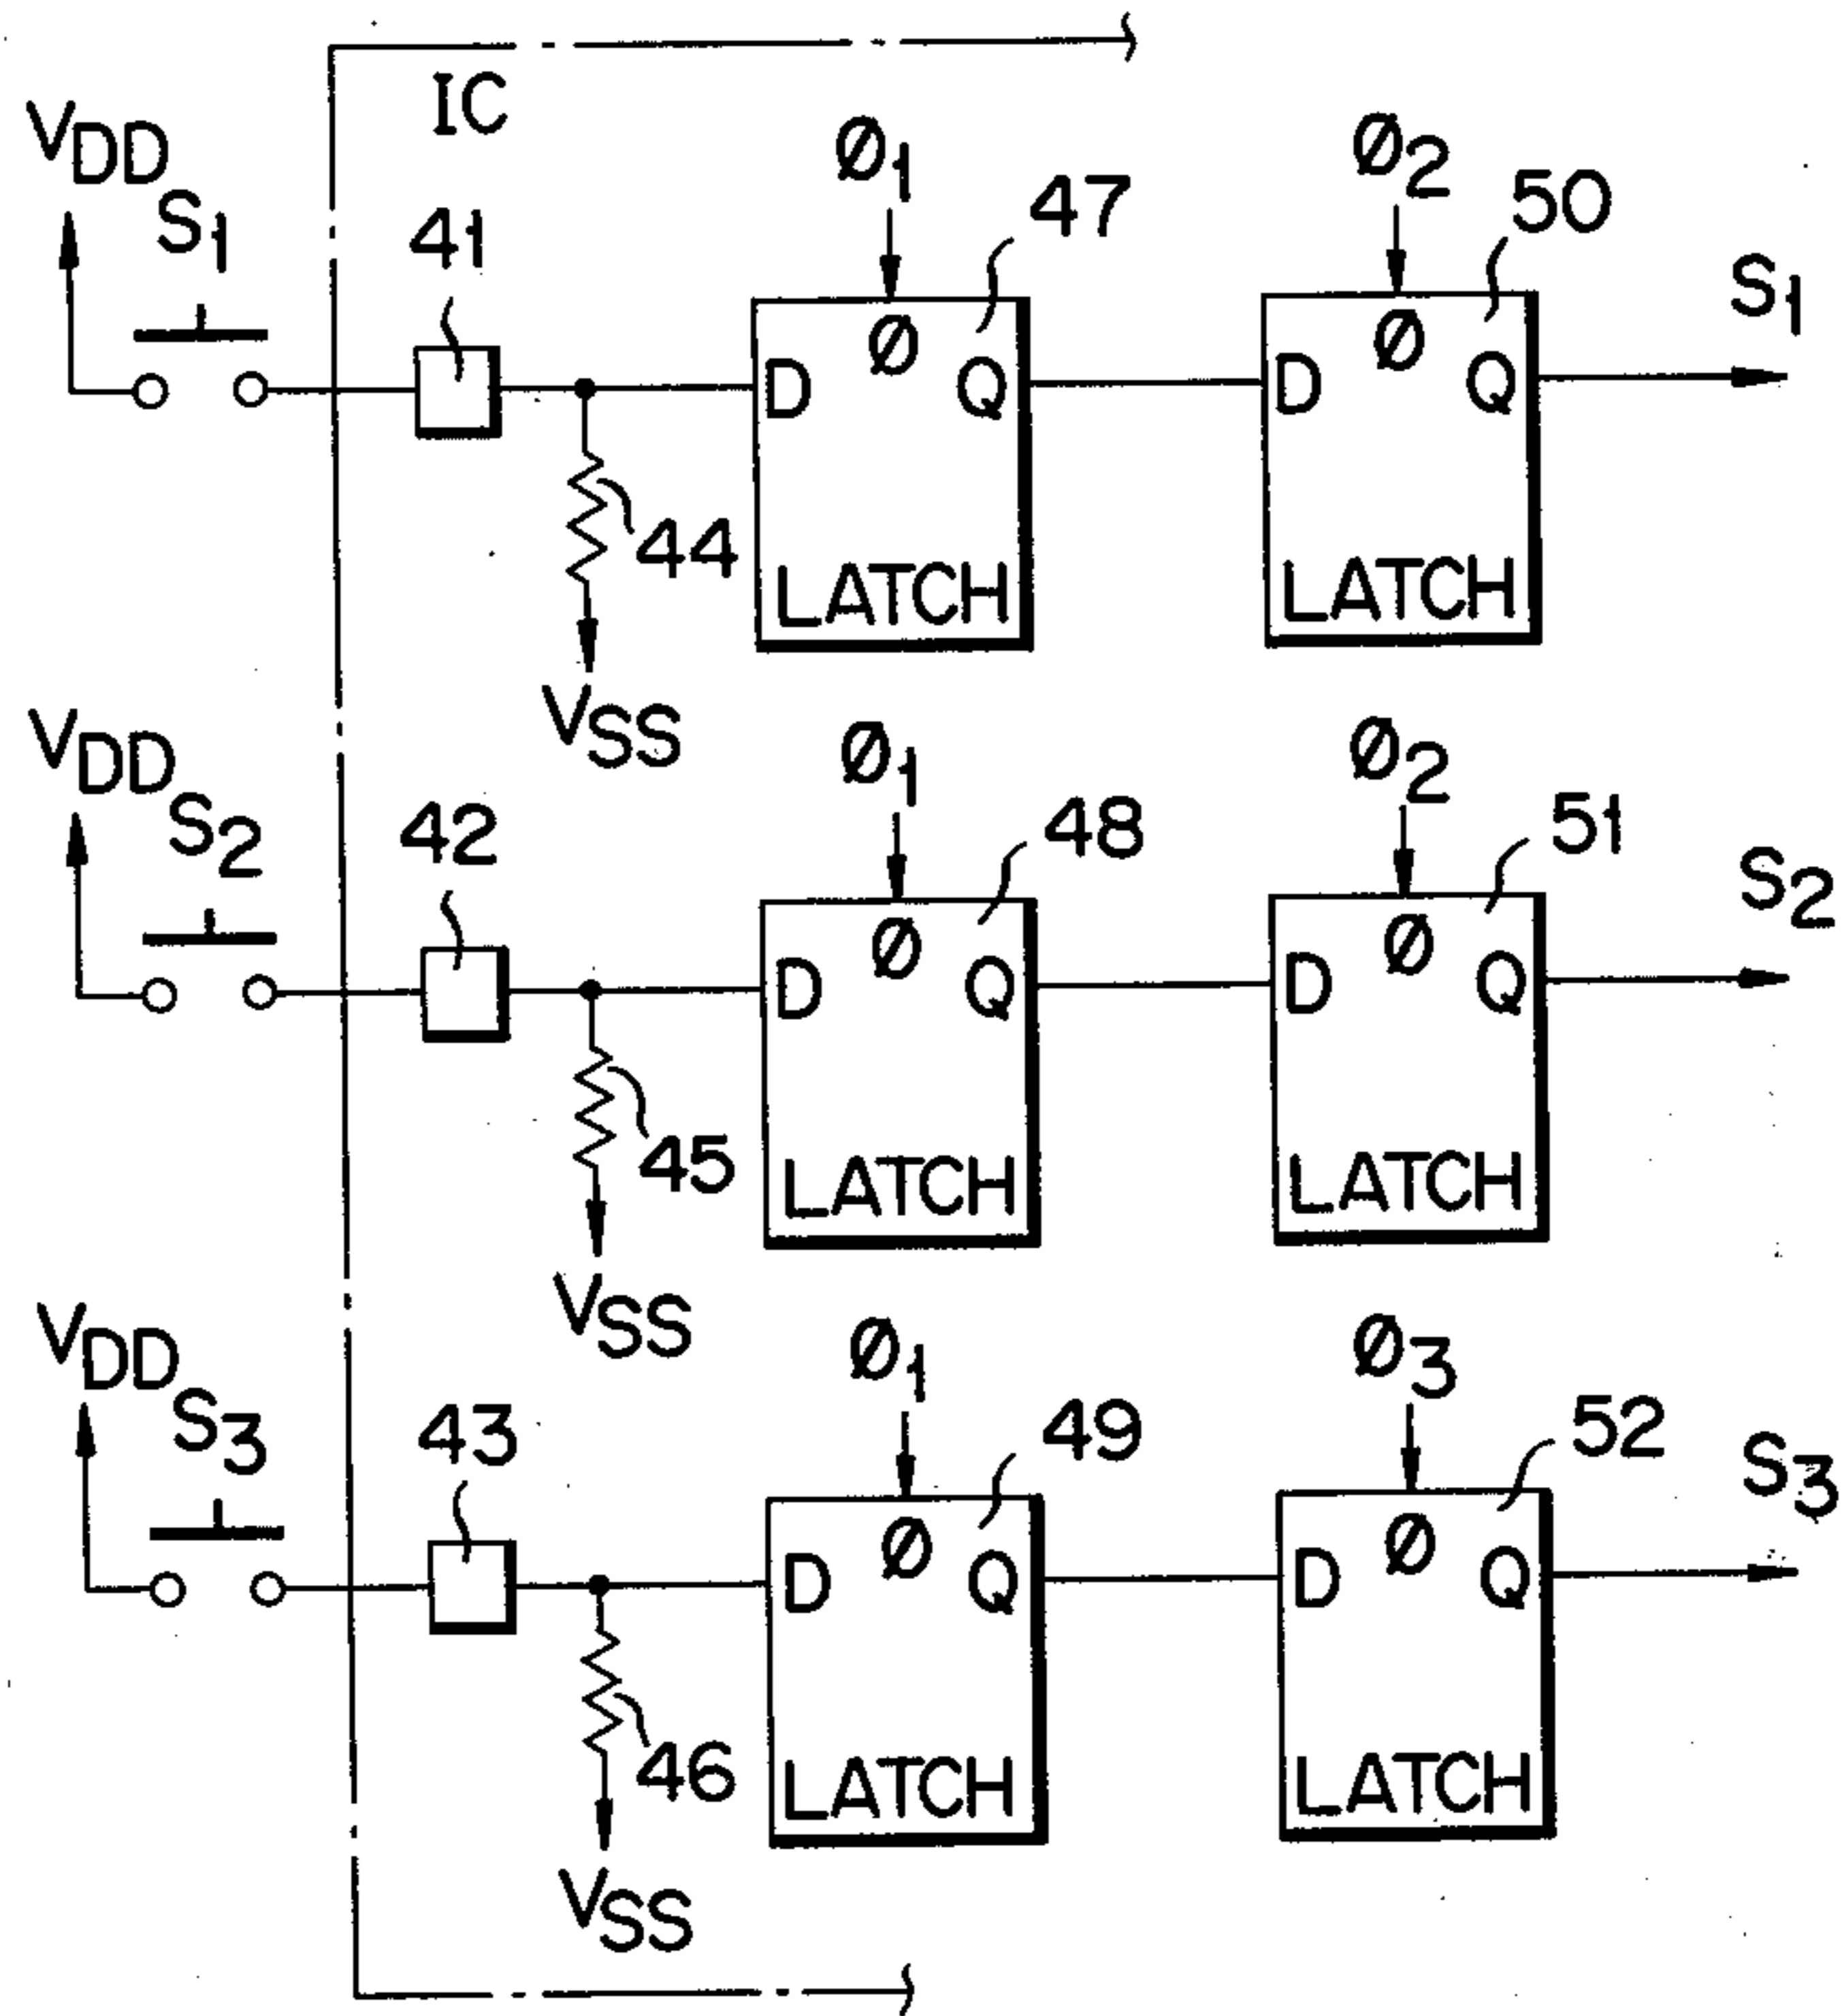 IC
VDD S1 41 Ø1 47 Ø2 50 S1
D Ø Q D Ø Q
44 LATCH LATCH
VSS
VDD S2 42 Ø1 48 Ø2 51 S2
D Ø Q D Ø Q
45 LATCH LATCH
VSS
VDD S3 43 Ø1 49 Ø3 52 S3
D Ø Q D Ø Q
46 LATCH LATCH
VSS